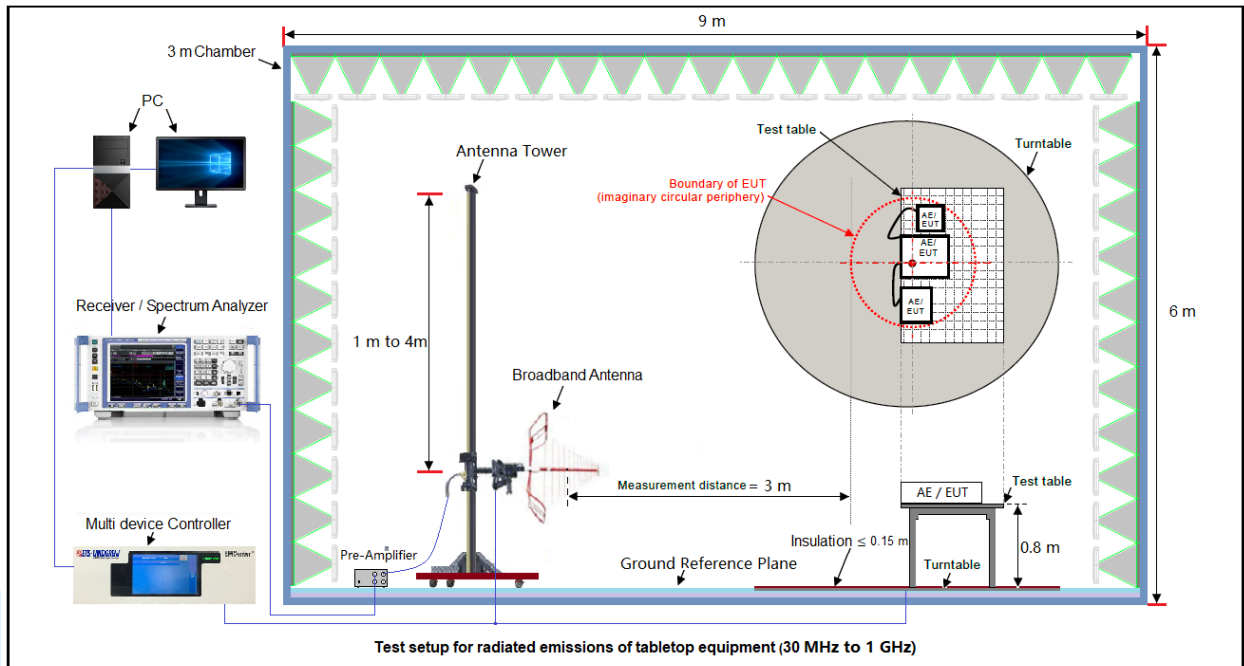 9 m
3 m Chamber
PC
Antenna Tower
Test table
Turntable
Boundary of EUT
(imaginary circular periphery)
AE/
EUT
AE/
EUT
AE/
EUT
Receiver / Spectrum Analyzer
1 m to 4m
6 m
Broadband Antenna
Measurement distance = 3 m
AE / EUT
Test table
Multi device Controller
Pre-Amplifier
Insulation ≤ 0.15 m
0.8 m
Ground Reference Plane
Turntable
Test setup for radiated emissions of tabletop equipment (30 MHz to 1 GHz)